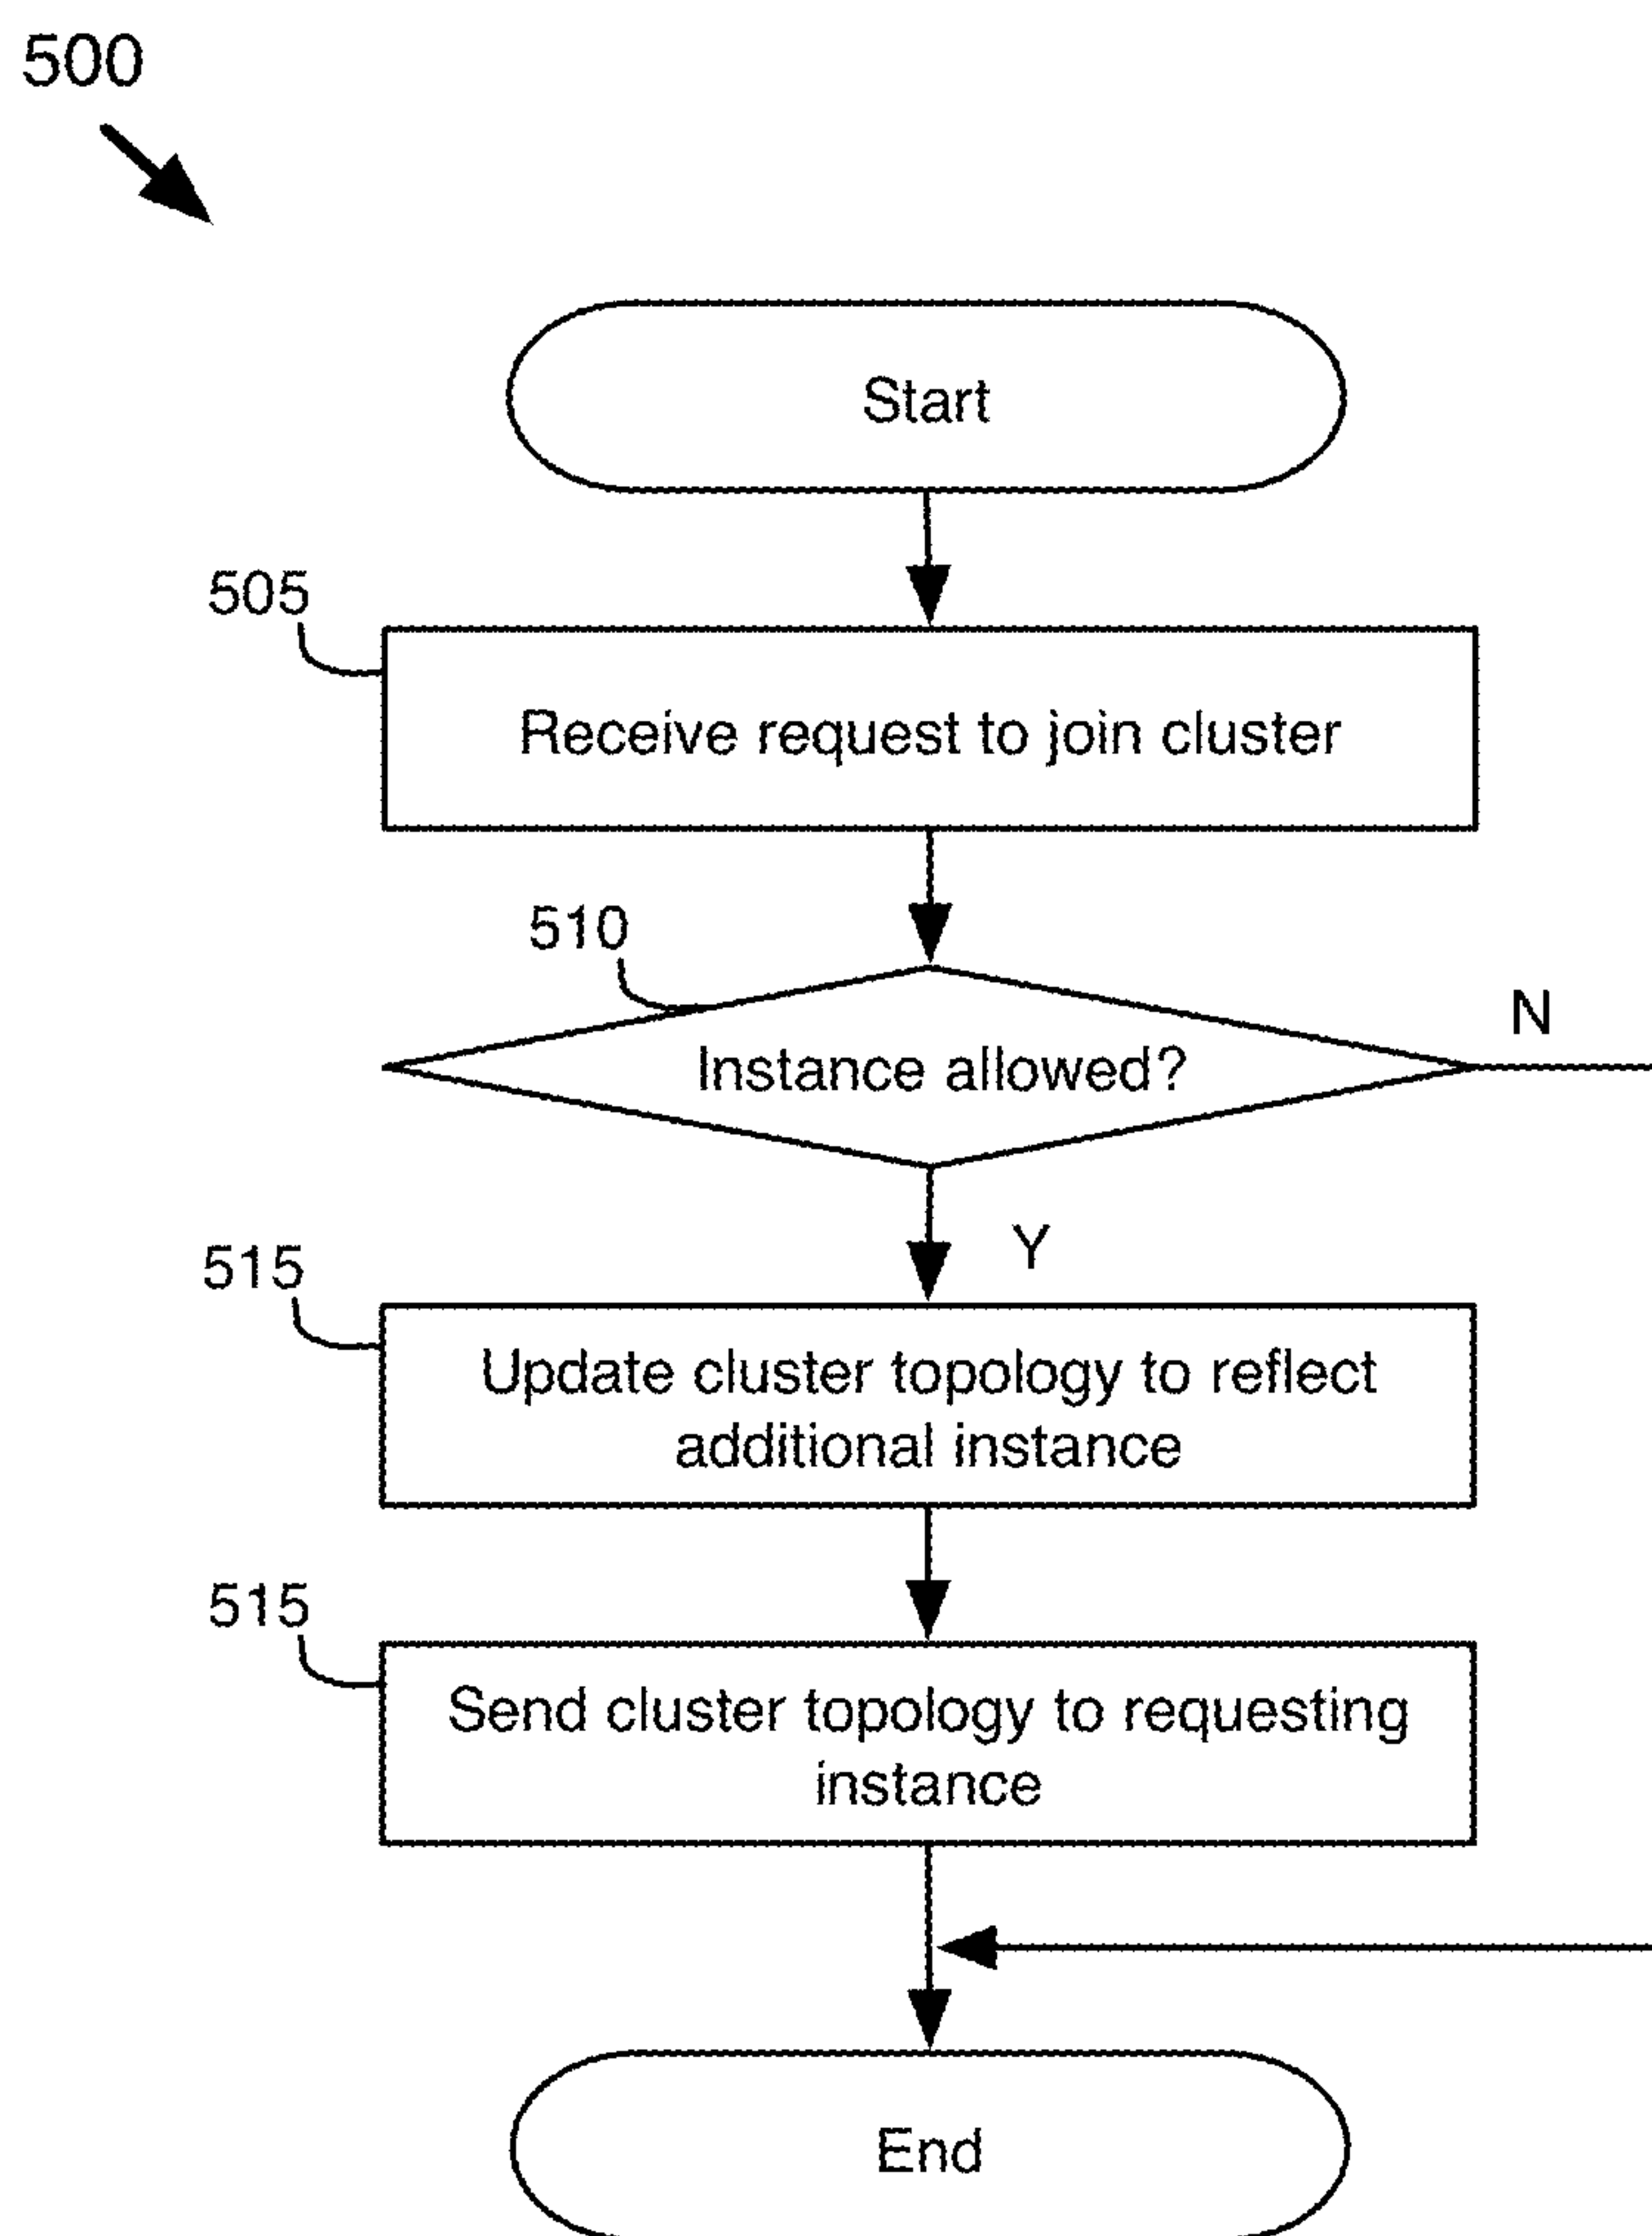 500
Start
505
Receive request to join cluster
510
N
Instance allowed?
Y
515
Update cluster topology to reflect
additional instance
515
Send cluster topology to requesting
instance
End